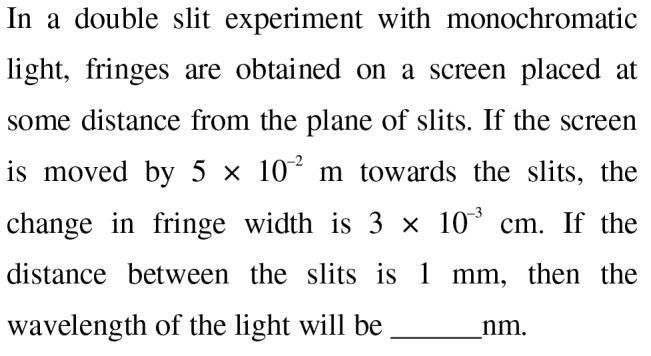 In a double slit experiment with monochromatic
light, fringes are obtained on a screen placed at
some distance from the plane of slits. If the screen
is moved by 5 × 10⁻² m towards the slits, the
change in fringe width is 3 × 10⁻³ cm. If the
distance between the slits is 1 mm, then the
wavelength of the light will be ______nm.